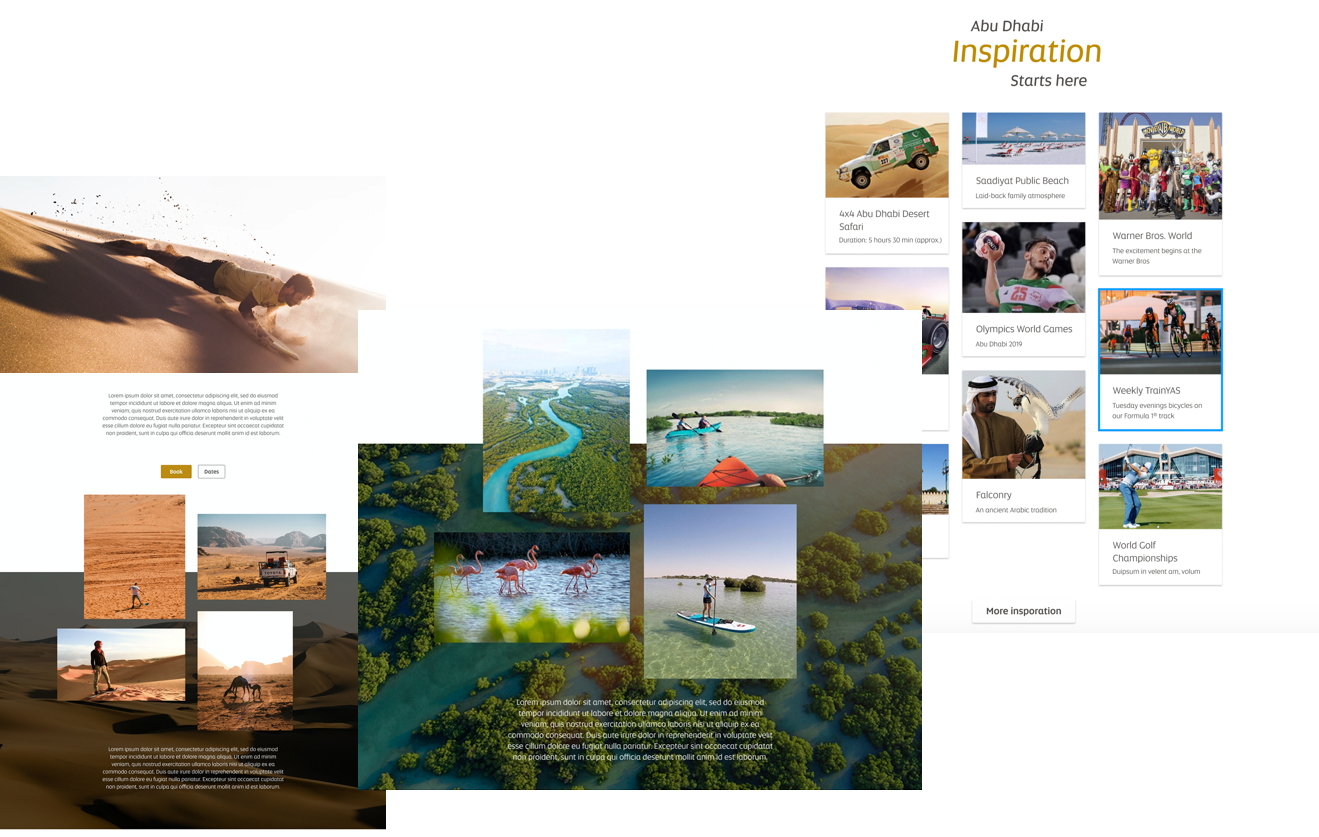 Abu Dhabi
Inspiration
Starts here
4x4 Abu Dhabi Desert
Safari
Duration: 5 hours 30 min (approx.)
Saadiyat Public Beach
Laid-back family atmosphere
Warner Bros. World
The excitement begins at the
Warner Bros
Olympics World Games
Abu Dhabi 2019
25
Weekly TrainYAS
Tuesday evenings bicycles on
our Formula 1st track
Falconry
An ancient Arabic tradition
World Golf
Championships
Duipsum in velent am, volum
More insporation
Lorem ipsum dolor sit amet, consectetur adipiscing elit, sed do eiusmod
tempor incididunt ut labore et dolore magna aliqua. Ut enim ad minim
veniam, quis nostrud exercitation ullamco laboris nisi ut aliquip ex ea
commodo consequat. Duis aute irure dolor in reprehenderit in voluptate velit
esse cillum dolore eu fugiat nulla pariatur. Excepteur sint occaecat cupidatat
non proident, sunt in culpa qui officia deserunt mollit anim id est laborum.
Book
Dates
TOYOTA
Lorem ipsum dolor sit amet, consectetur adipiscing elit, sed do eiusmod
tempor incididunt ut labore et dolore magna aliqua. Ut enim ad minim
veniam, quis nostrud exercitation ullamco laboris nisi ut aliquip ex ea
commodo consequat. Duis aute irure dolor in reprehenderit in voluptate velit
esse cillum dolore eu fugiat nulla pariatur. Excepteur sint occaecat cupidatat
non proident, sunt in culpa qui officia deserunt mollit anim id est laborum.
Lorem ipsum dolor sit amet, consectetur adipiscing elit, sed do eiusmod
tempor incididunt ut labore et dolore magna aliqua. Ut enim ad minim
veniam, quis nostrud exercitation ullamco laboris nisi ut aliquip ex ea
commodo consequat. Duis aute irure dolor in reprehenderit in voluptate velit
esse cillum dolore eu fugiat nulla pariatur. Excepteur sint occaecat cupidatat
non proident, sunt in culpa qui officia deserunt mollit anim id est laborum.